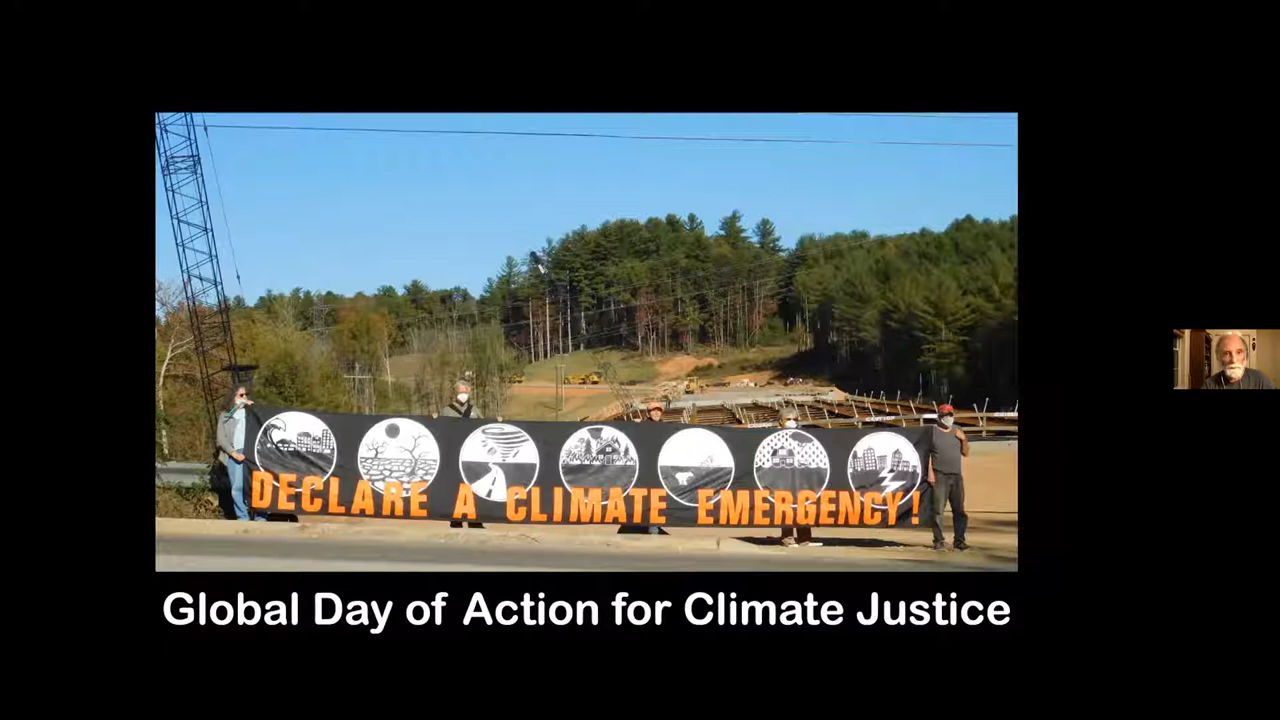 DECLARE A CLIMATE EMERGENCY!
Global Day of Action for Climate Justice